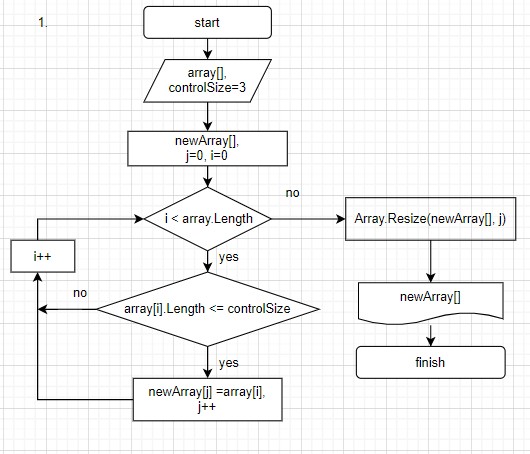 1.
start
array[],
controlSize=3
newArray[],
j=0, i=0
no
i < array.Length
Array.Resize(newArray[], j)
yes
i++
no
array[i].Length <= controlSize
newArray[]
yes
finish
newArray[j] =array[i],
j++